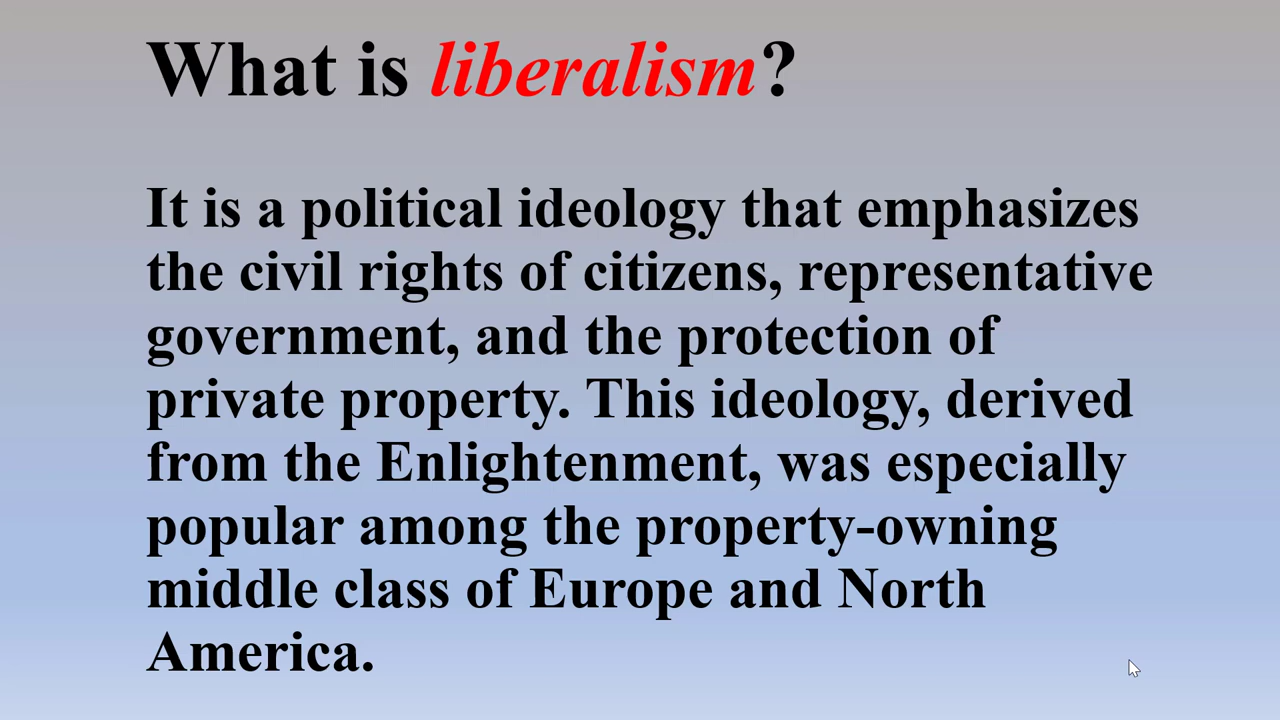 What is liberalism?
It is a political ideology that emphasizes
the civil rights of citizens, representative
government, and the protection of
private property. This ideology, derived
from the Enlightenment, was especially
popular among the property-owning
middle class of Europe and North
America.